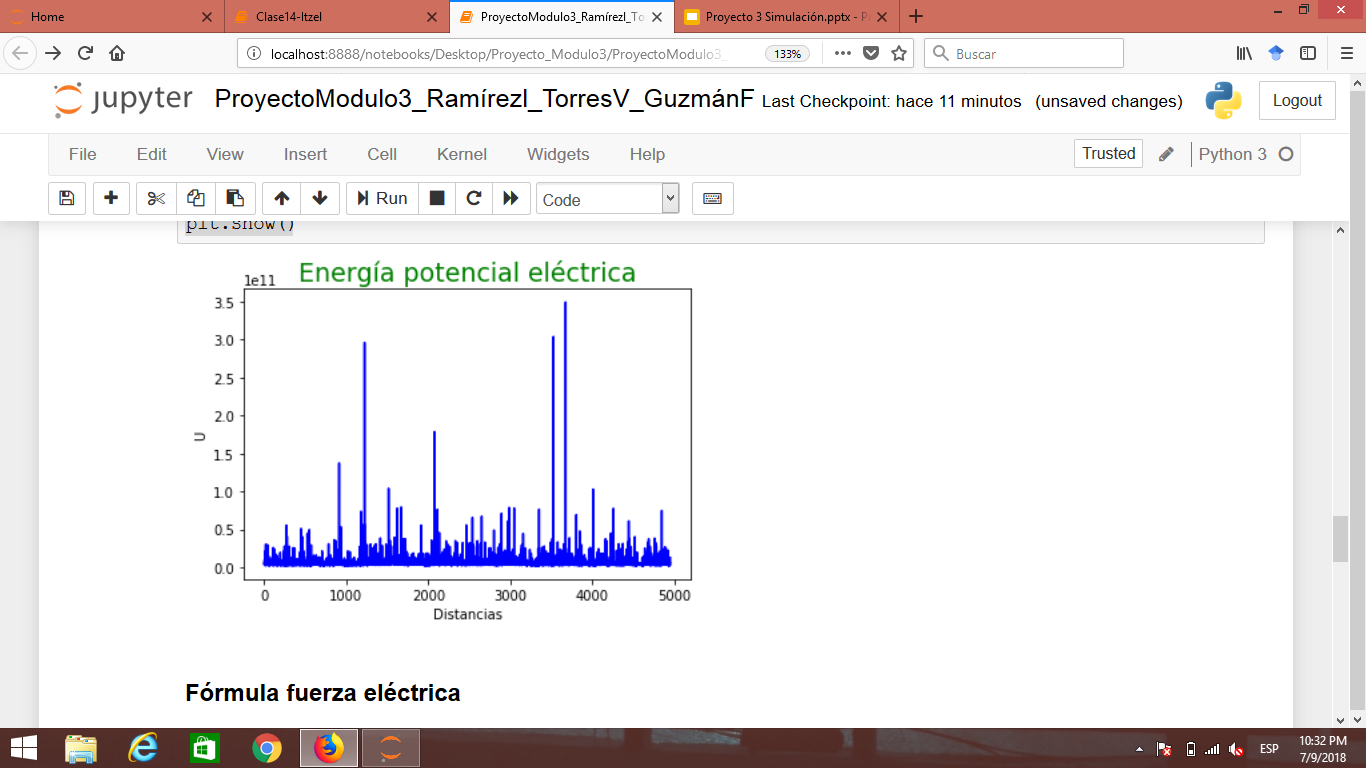 Home
Clase14-Itzel
ProyectoModulo3_RamírezI_To
Proyecto 3 Simulación.pptx - P
localhost:8888/notebooks/Desktop/Proyecto_Modulo3/ProyectoModulo3_
133%
Buscar
jupyter ProyectoModulo3_RamírezI_TorresV_GuzmánF Last Checkpoint: hace 11 minutos (unsaved changes)
Logout
File Edit View Insert Cell Kernel Widgets Help
Trusted
Python 3
Run
Code
plt.show()
Energía potencial eléctrica
1e11
3.5
3.0
2.5
2.0
1.5
1.0
0.5
0.0
U
0 1000 2000 3000 4000 5000
Distancias
Fórmula fuerza eléctrica
ESP
10:32 PM
7/9/2018